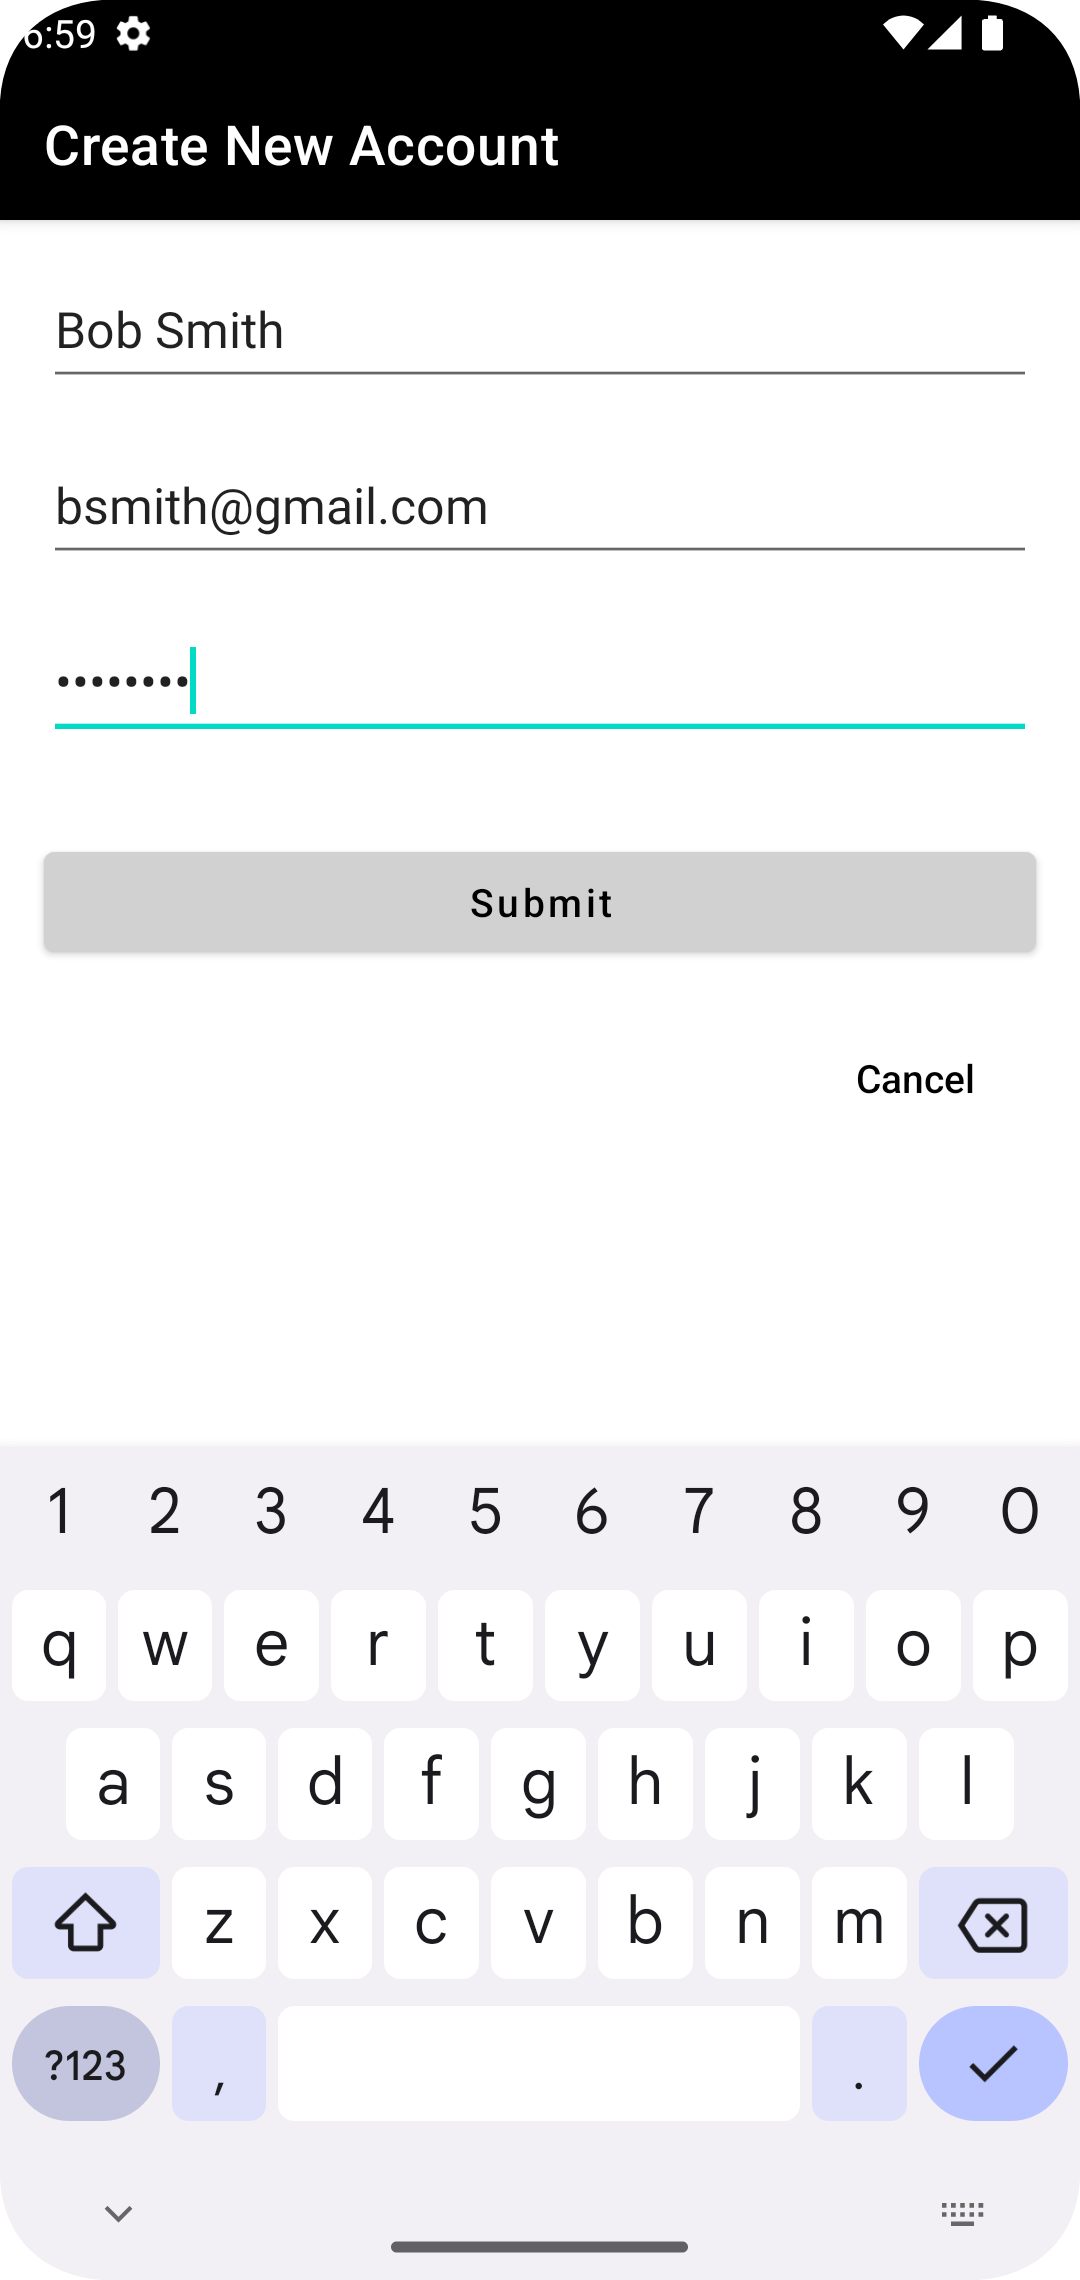 6:59
Create New Account
Bob Smith
bsmith@gmail.com
••••••••
Submit
Cancel
1 2 3 4 5 6 7 8 9 0
q w e r t y u i o p
a s d f g h j k l
z x c v b n m
?123 , .